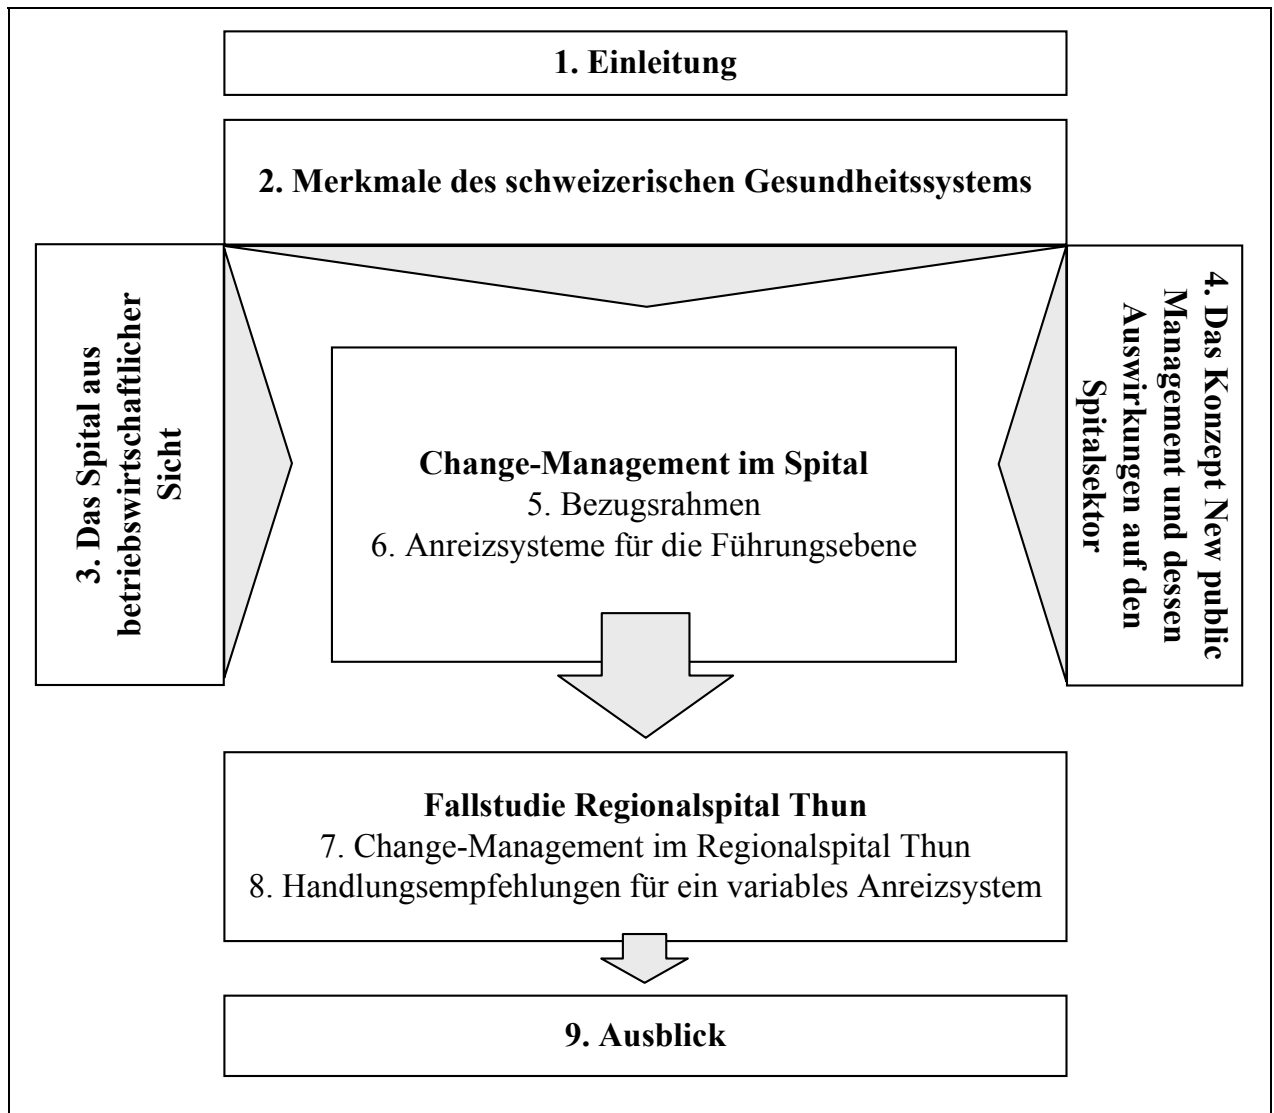 1. Einleitung
2. Merkmale des schweizerischen Gesundheitssystems
3. Das Spital aus
betriebswirtschaftlicher
Sicht
4. Das Konzept New public
Management und dessen
Auswirkungen auf den
Spitalsektor
Change-Management im Spital
5. Bezugsrahmen
6. Anreizsysteme für die Führungsebene
Fallstudie Regionalspital Thun
7. Change-Management im Regionalspital Thun
8. Handlungsempfehlungen für ein variables Anreizsystem
9. Ausblick